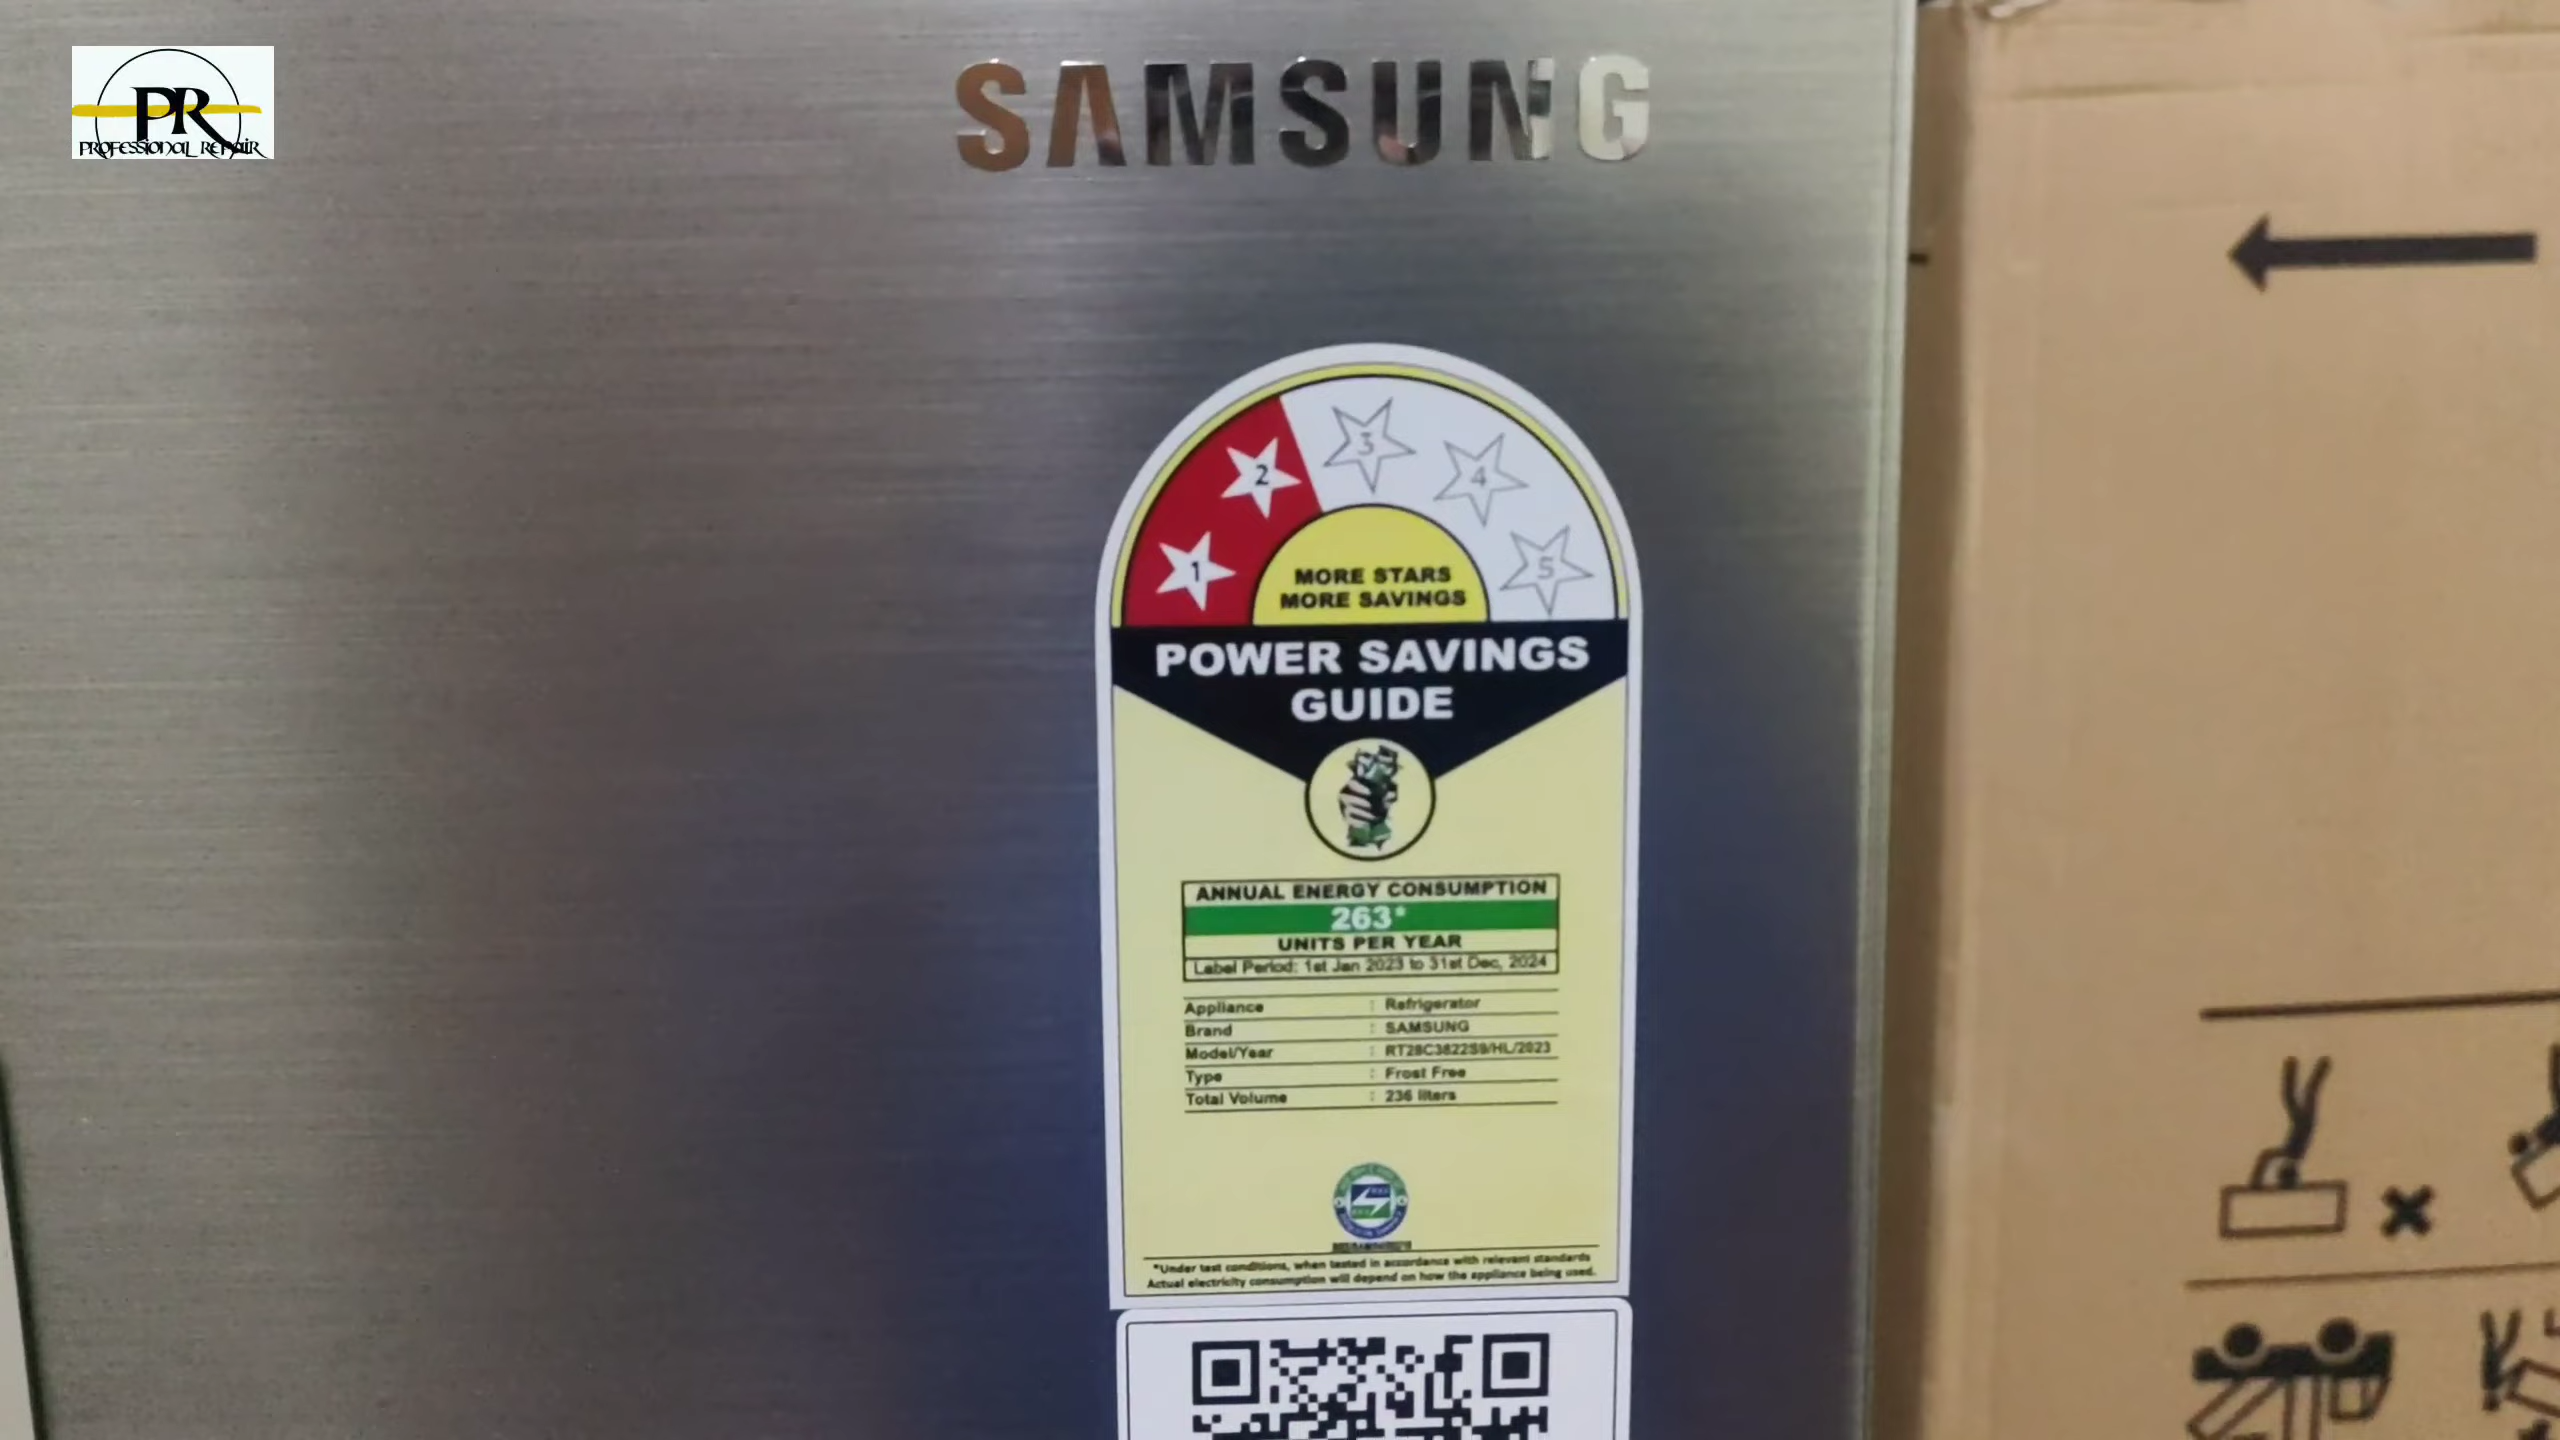 PR
PROFESSIONAL REPAIR
SAMSUNG
1
2
3
4
5
MORE STARS
MORE SAVINGS
POWER SAVINGS
GUIDE
ANNUAL ENERGY CONSUMPTION
263*
UNITS PER YEAR
Label Period: 1st Jan 2023 to 31st Dec, 2024
Appliance : Refrigerator
Brand : SAMSUNG
Model/Year : RT28C3822S9/HL/2023
Type : Frost Free
Total Volume : 236 liters
*Under test conditions, when tested in accordance with relevant standards
Actual electricity consumption will depend on how the appliance being used.